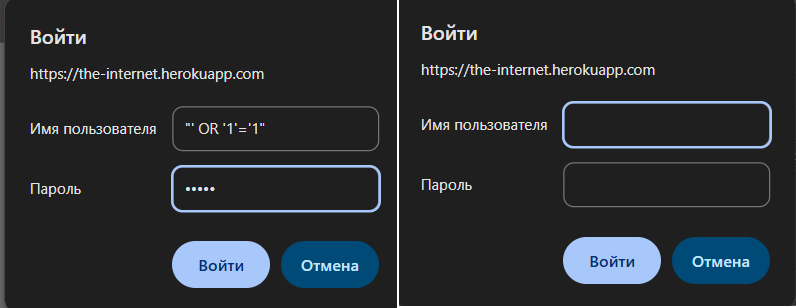 Войти
https://the-internet.herokuapp.com
Имя пользователя "' OR '1'='1"
Пароль •••••
Войти Отмена
Войти
https://the-internet.herokuapp.com
Имя пользователя
Пароль
Войти Отмена